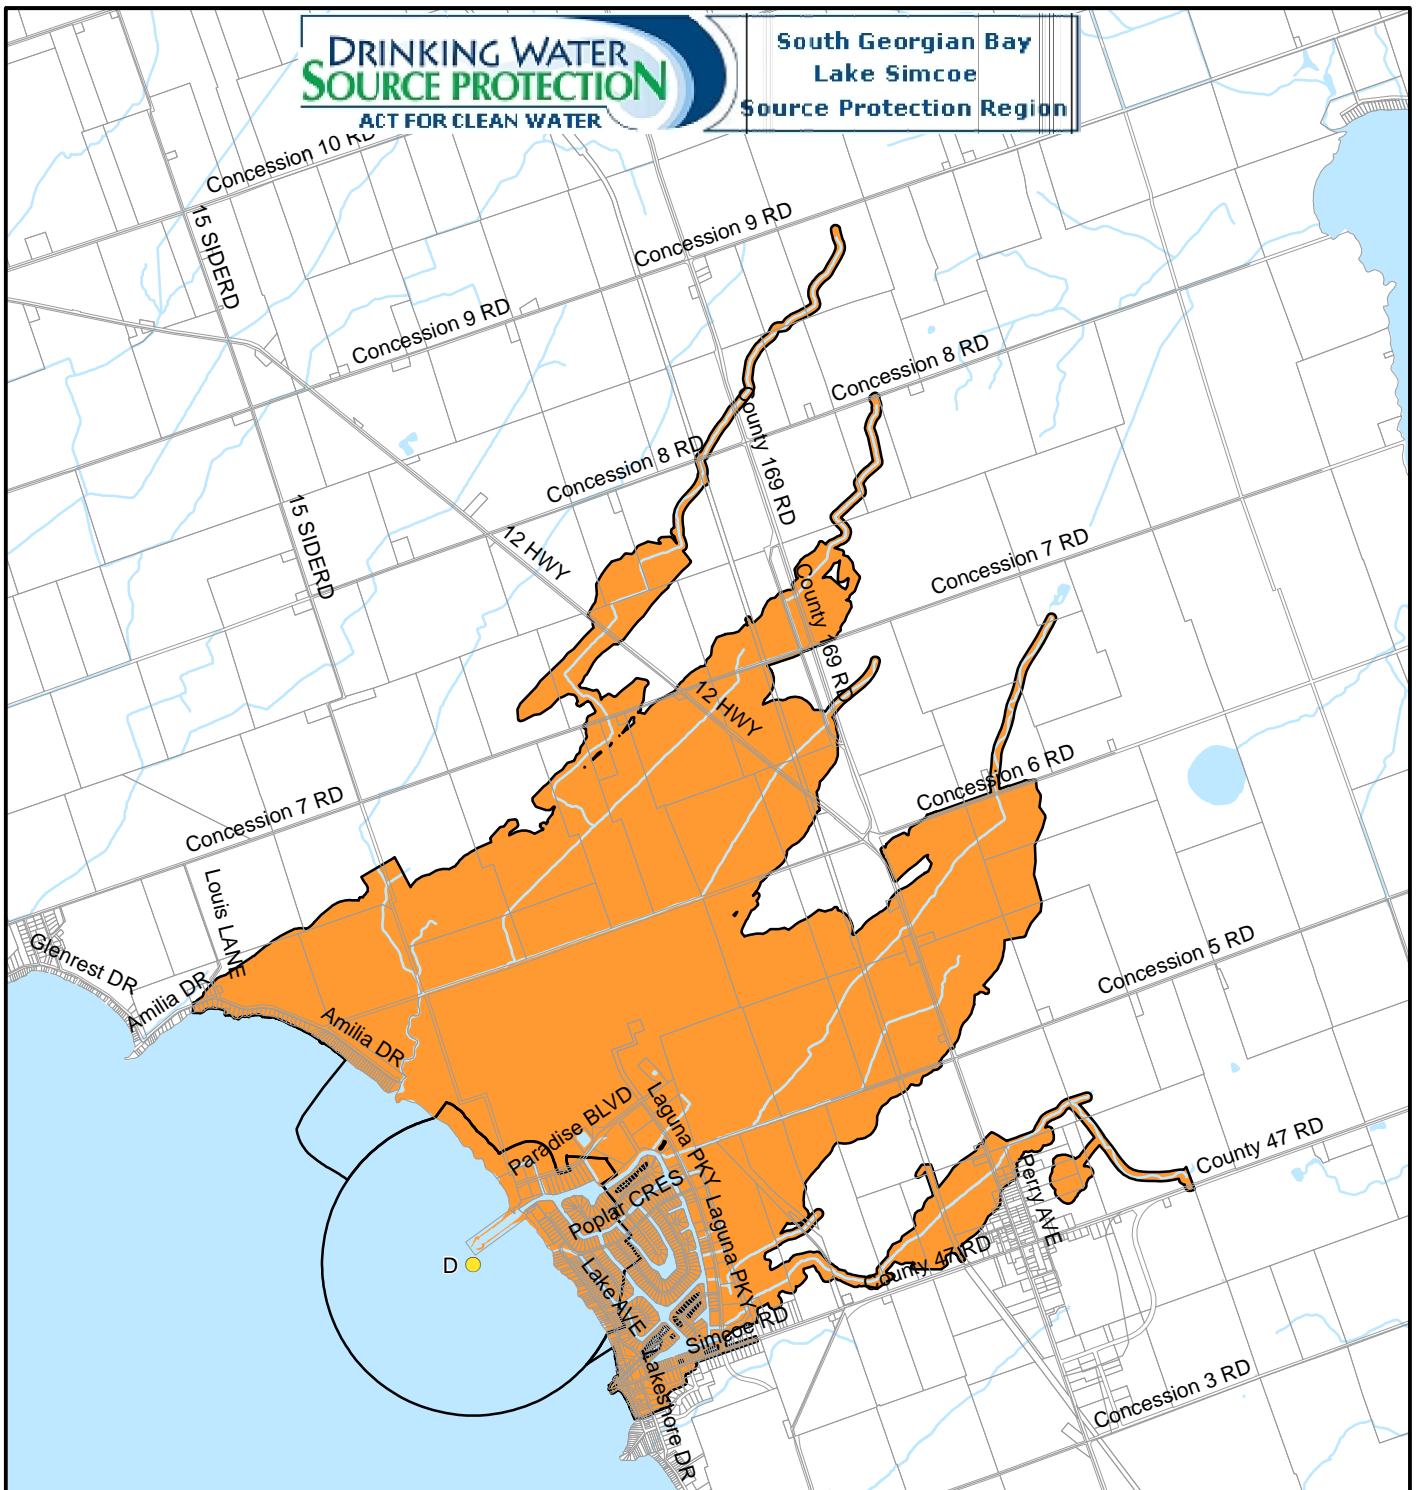 DRINKING WATER
SOURCE PROTECTION
ACT FOR CLEAN WATER
South Georgian Bay
Lake Simcoe
Source Protection Region
Concession 10 RD
15 SIDERD
Concession 9 RD
Concession 9 RD
Concession 8 RD
County 169 RD
Concession 8 RD
15 SIDERD
12 HWY
Concession 7 RD
County 169 RD
12 HWY
Concession 6 RD
Concession 7 RD
Louis LANE
Glenrest DR
Amilia DR
Amilia DR
Concession 5 RD
Paradise BLVD
Laguna PKY
Poplar CRES
Laguna PKY
Perry AVE
County 47 RD
County 47 RD
D
Lake AVE
Simcoe RD
Lakeshore DR
Concession 3 RD